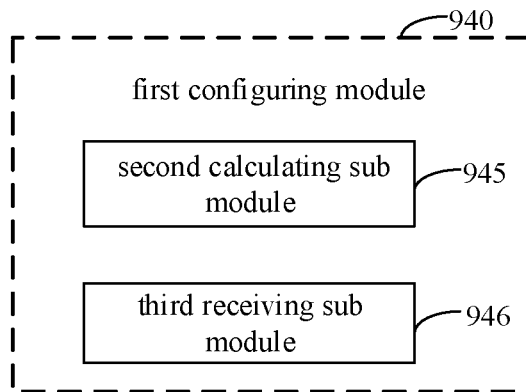 940
first configuring module
second calculating sub
module
945
third receiving sub
module
946